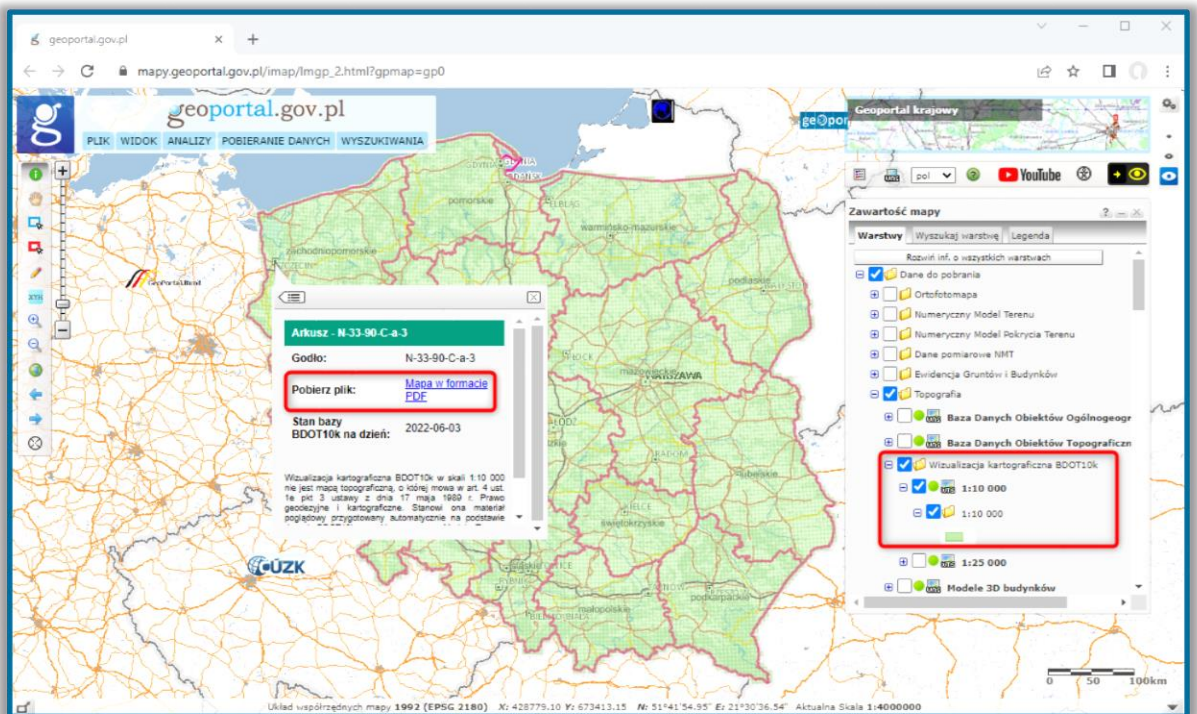 geoportal.gov.pl
mapy.geoportal.gov.pl/imap/Imgp_2.html?gpmap=gp0
geoportal.gov.pl
PLIK WIDOK ANALIZY POBIERANIE DANYCH WYSZUKIWANIA
Geoportal krajowy
pol
YouTube
Zawartość mapy
Warstwy Wyszukaj warstwę Legenda
Rozwiń inf. o wszystkich warstwach
Dane do pobrania
Ortofotomapa
Numeryczny Model Terenu
Numeryczny Model Pokrycia Terenu
Dane pomiarowe NMT
Ewidencja Gruntów i Budynków
Topografia
Baza Danych Obiektów Ogólnogeogr
Baza Danych Obiektów Topograficzn
Wizualizacja kartograficzna BDOT10k
1:10 000
1:10 000
1:25 000
Modele 3D budynków
Arkusz - N-33-90-C-a-3
Godło: N-33-90-C-a-3
Pobierz plik: Mapa w formacie
PDF
Stan bazy
BDOT10k na dzień: 2022-06-03
Wizualizacja kartograficzna BDOT10k w skali 1:10 000
nie jest mapą topograficzną, o której mowa w art. 4 ust.
1e pkt 3 ustawy z dnia 17 maja 1989 r. Prawo
geodezyjne i kartograficzne. Stanowi ona materiał
poglądowy przygotowany automatycznie na podstawie
pomorskie
warmińsko-mazurskie
zachodniopomorskie
podlaskie
mazowieckie
WARSZAWA
ŁÓDŹ
RADOM
lubelskie
KIELCE
świętokrzyskie
małopolskie
podkarpackie
GeoPortal.Bund
ÚZK
0 50 100km
Układ współrzędnych mapy 1992 (EPSG 2180) X: 428779.10 Y: 673413.15 N: 51°41'54.95" E: 21°30'36.54" Aktualna Skala 1:4000000